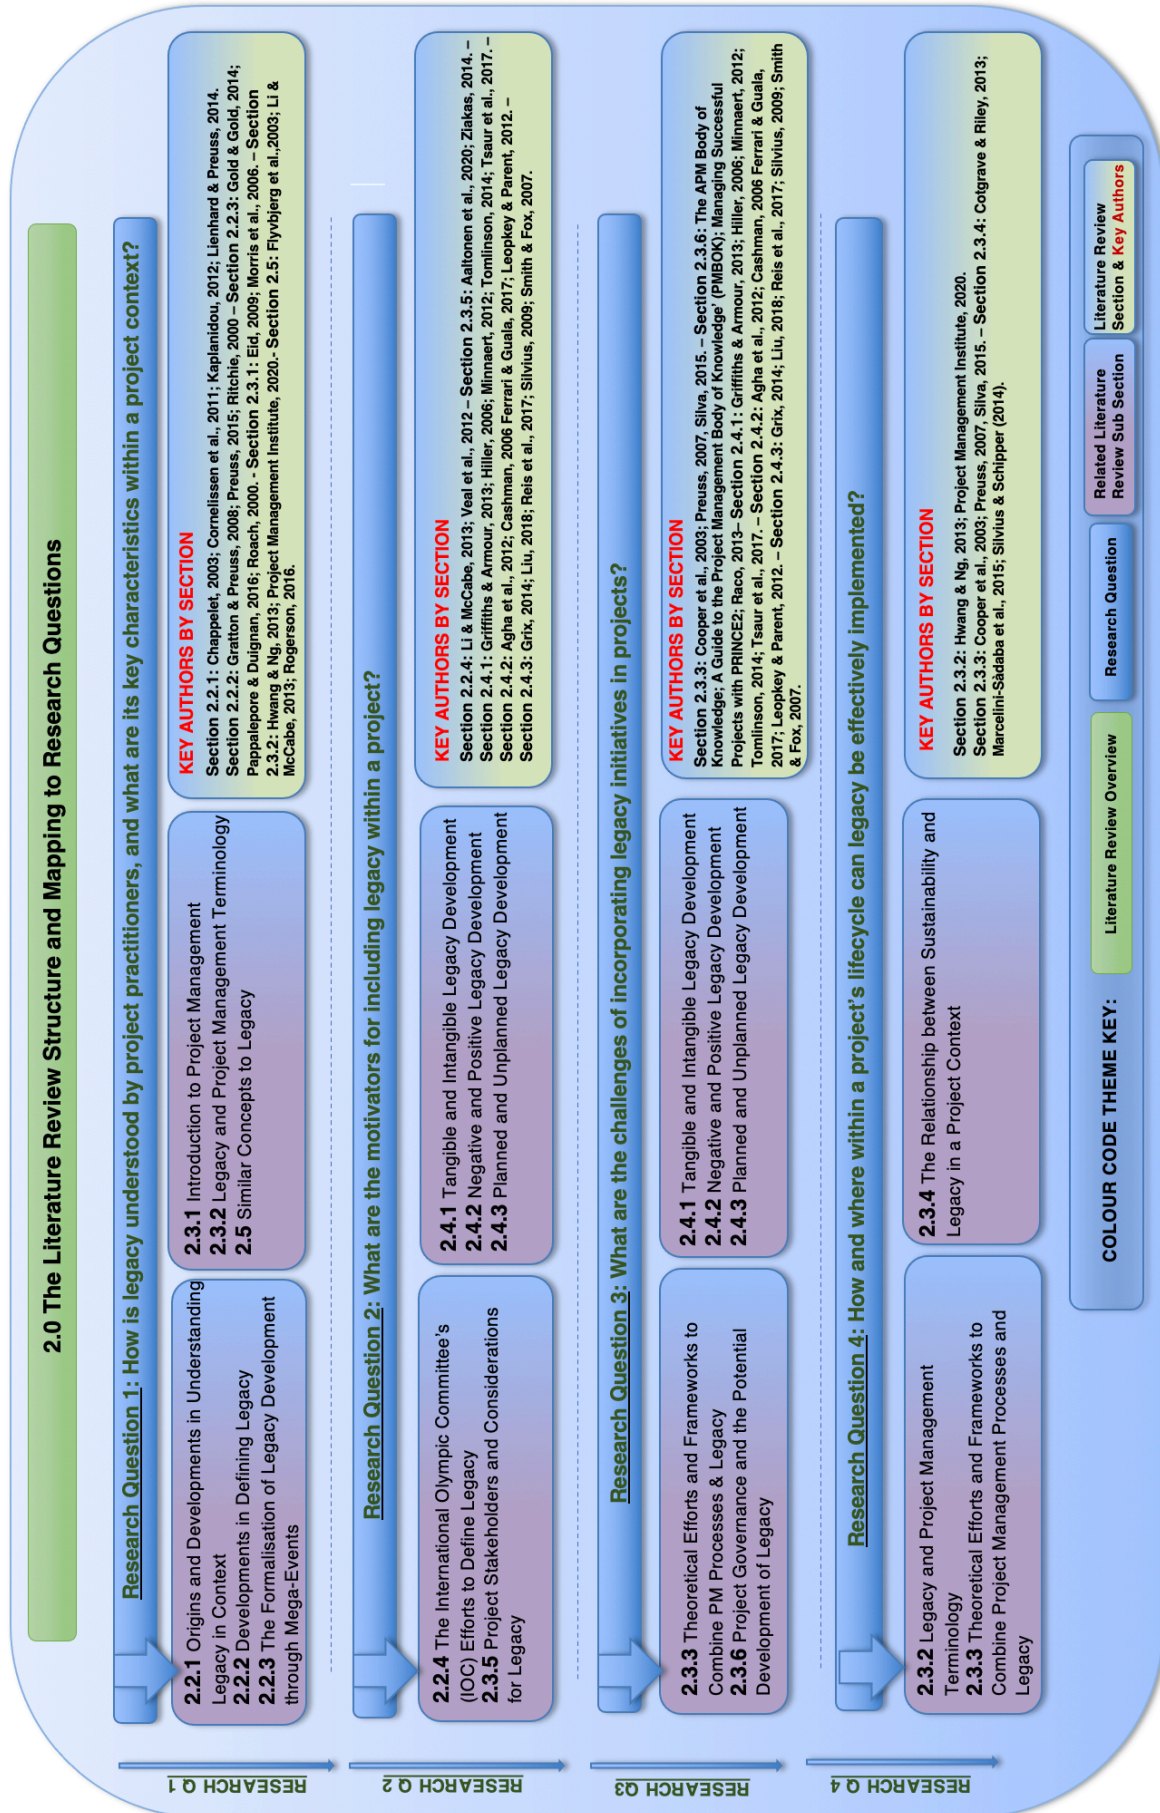 2.0 The Literature Review Structure and Mapping to Research Questions
RESEARCH Q 1
Research Question 1: How is legacy understood by project practitioners, and what are its key characteristics within a project context?
2.2.1 Origins and Developments in Understanding
Legacy in Context
2.2.2 Developments in Defining Legacy
2.2.3 The Formalisation of Legacy Development
through Mega-Events
2.3.1 Introduction to Project Management
2.3.2 Legacy and Project Management Terminology
2.5 Similar Concepts to Legacy
KEY AUTHORS BY SECTION
Section 2.2.1: Chappelet, 2003; Cornelissen et al., 2011; Kaplanidou, 2012; Lienhard & Preuss, 2014.
Section 2.2.2: Gratton & Preuss, 2008; Preuss, 2015; Ritchie, 2000 – Section 2.2.3: Gold & Gold, 2014;
Pappalepore & Duignan, 2016; Roach, 2000. - Section 2.3.1: Eid, 2009; Morris et al., 2006. – Section
2.3.2: Hwang & Ng, 2013; Project Management Institute, 2020.- Section 2.5: Flyvbjerg et al.,2003; Li &
McCabe, 2013; Rogerson, 2016.
RESEARCH Q 2
Research Question 2: What are the motivators for including legacy within a project?
2.2.4 The International Olympic Committee's
(IOC) Efforts to Define Legacy
2.3.5 Project Stakeholders and Considerations
for Legacy
2.4.1 Tangible and Intangible Legacy Development
2.4.2 Negative and Positive Legacy Development
2.4.3 Planned and Unplanned Legacy Development
KEY AUTHORS BY SECTION
Section 2.2.4: Li & McCabe, 2013; Veal et al., 2012 – Section 2.3.5: Aaltonen et al., 2020; Ziakas, 2014. –
Section 2.4.1: Griffiths & Armour, 2013; Hiller, 2006; Minnaert, 2012; Tomlinson, 2014; Tsaur et al., 2017. –
Section 2.4.2: Agha et al., 2012; Cashman, 2006 Ferrari & Guala, 2017; Leopkey & Parent, 2012. –
Section 2.4.3: Grix, 2014; Liu, 2018; Reis et al., 2017; Silvius, 2009; Smith & Fox, 2007.
RESEARCH Q3
Research Question 3: What are the challenges of incorporating legacy initiatives in projects?
2.3.3 Theoretical Efforts and Frameworks to
Combine PM Processes & Legacy
2.3.6 Project Governance and the Potential
Development of Legacy
2.4.1 Tangible and Intangible Legacy Development
2.4.2 Negative and Positive Legacy Development
2.4.3 Planned and Unplanned Legacy Development
KEY AUTHORS BY SECTION
Section 2.3.3: Cooper et al., 2003; Preuss, 2007, Silva, 2015. – Section 2.3.6: The APM Body of
Knowledge; A Guide to the Project Management Body of Knowledge' (PMBOK); Managing Successful
Projects with PRINCE2; Raco, 2013– Section 2.4.1: Griffiths & Armour, 2013; Hiller, 2006; Minnaert, 2012;
Tomlinson, 2014; Tsaur et al., 2017. – Section 2.4.2: Agha et al., 2012; Cashman, 2006 Ferrari & Guala,
2017; Leopkey & Parent, 2012. – Section 2.4.3: Grix, 2014; Liu, 2018; Reis et al., 2017; Silvius, 2009; Smith
& Fox, 2007.
RESEARCH Q 4
Research Question 4: How and where within a project's lifecycle can legacy be effectively implemented?
2.3.2 Legacy and Project Management
Terminology
2.3.3 Theoretical Efforts and Frameworks to
Combine Project Management Processes and
Legacy
2.3.4 The Relationship between Sustainability and
Legacy in a Project Context
KEY AUTHORS BY SECTION
Section 2.3.2: Hwang & Ng, 2013; Project Management Institute, 2020.
Section 2.3.3: Cooper et al., 2003; Preuss, 2007, Silva, 2015. – Section 2.3.4: Cotgrave & Riley, 2013;
Mercelini-Sàdaba et al., 2015; Silvius & Schipper (2014).
COLOUR CODE THEME KEY:
Literature Review Overview
Research Question
Related Literature
Review Sub Section
Literature Review
Section & Key Authors